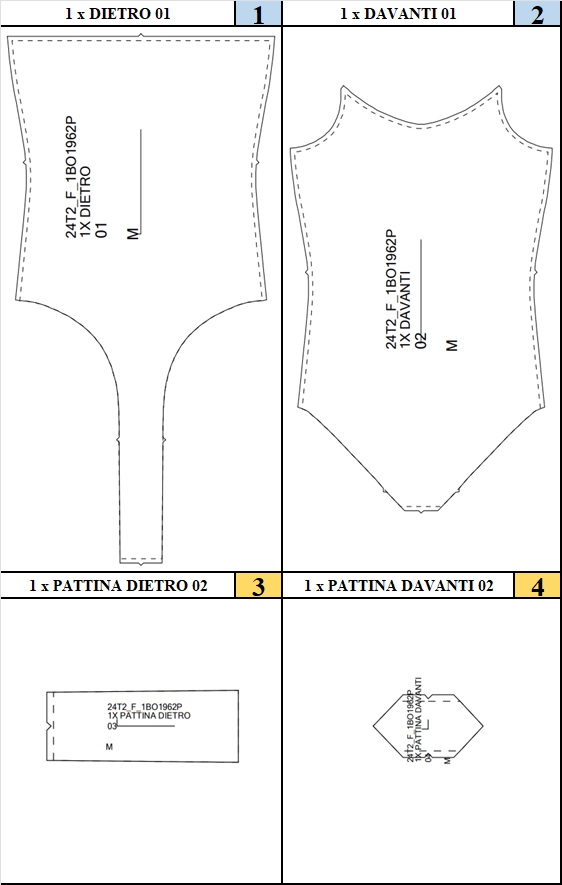 1 x DIETRO 01
1
1 x DAVANTI 01
2
24T2_F_1BO1962P
1X DIETRO
01
M
24T2_F_1BO1962P
1X DAVANTI
02
M
1 x PATTINA DIETRO 02
3
1 x PATTINA DAVANTI 02
4
24T2_F_1BO1962P
1X PATTINA DIETRO
03
M
24T2_F_1BO1962P
1X PATTINA DAVANTI
04
M